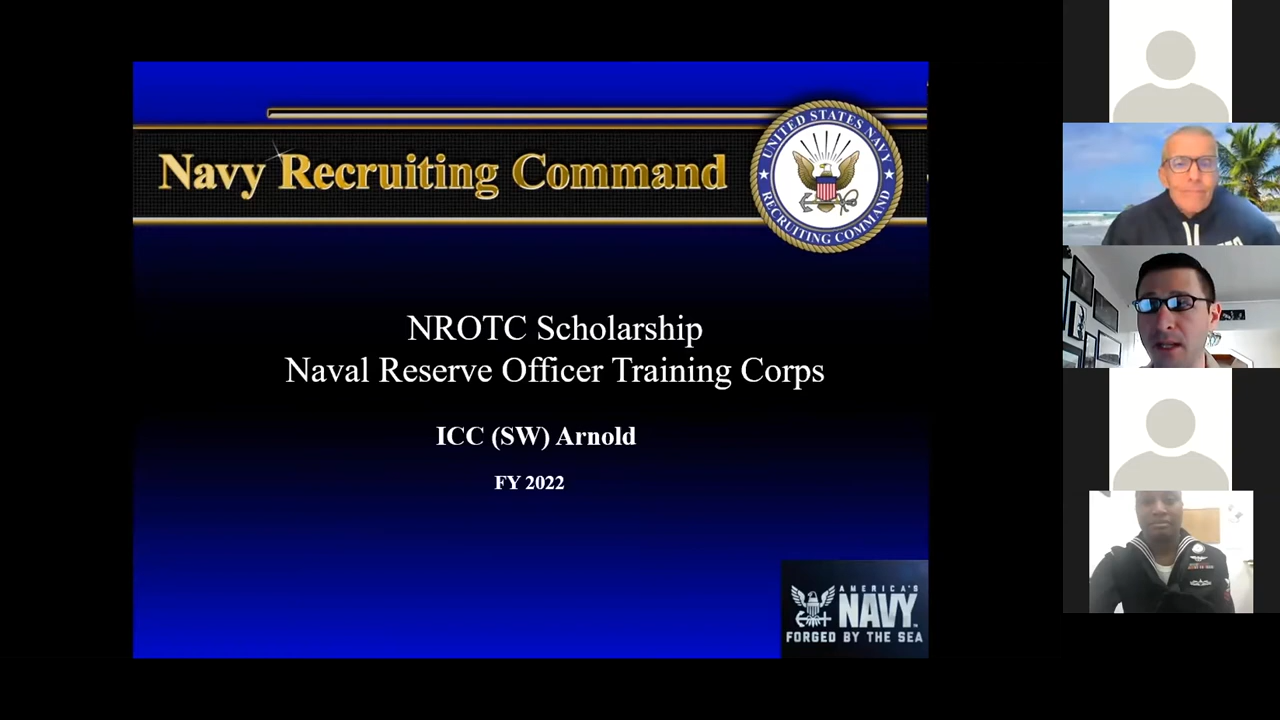 Navy Recruiting Command
UNITED STATES NAVY
RECRUITING COMMAND
NROTC Scholarship
Naval Reserve Officer Training Corps
ICC (SW) Arnold
FY 2022
AMERICA'S
NAVY
FORGED BY THE SEA